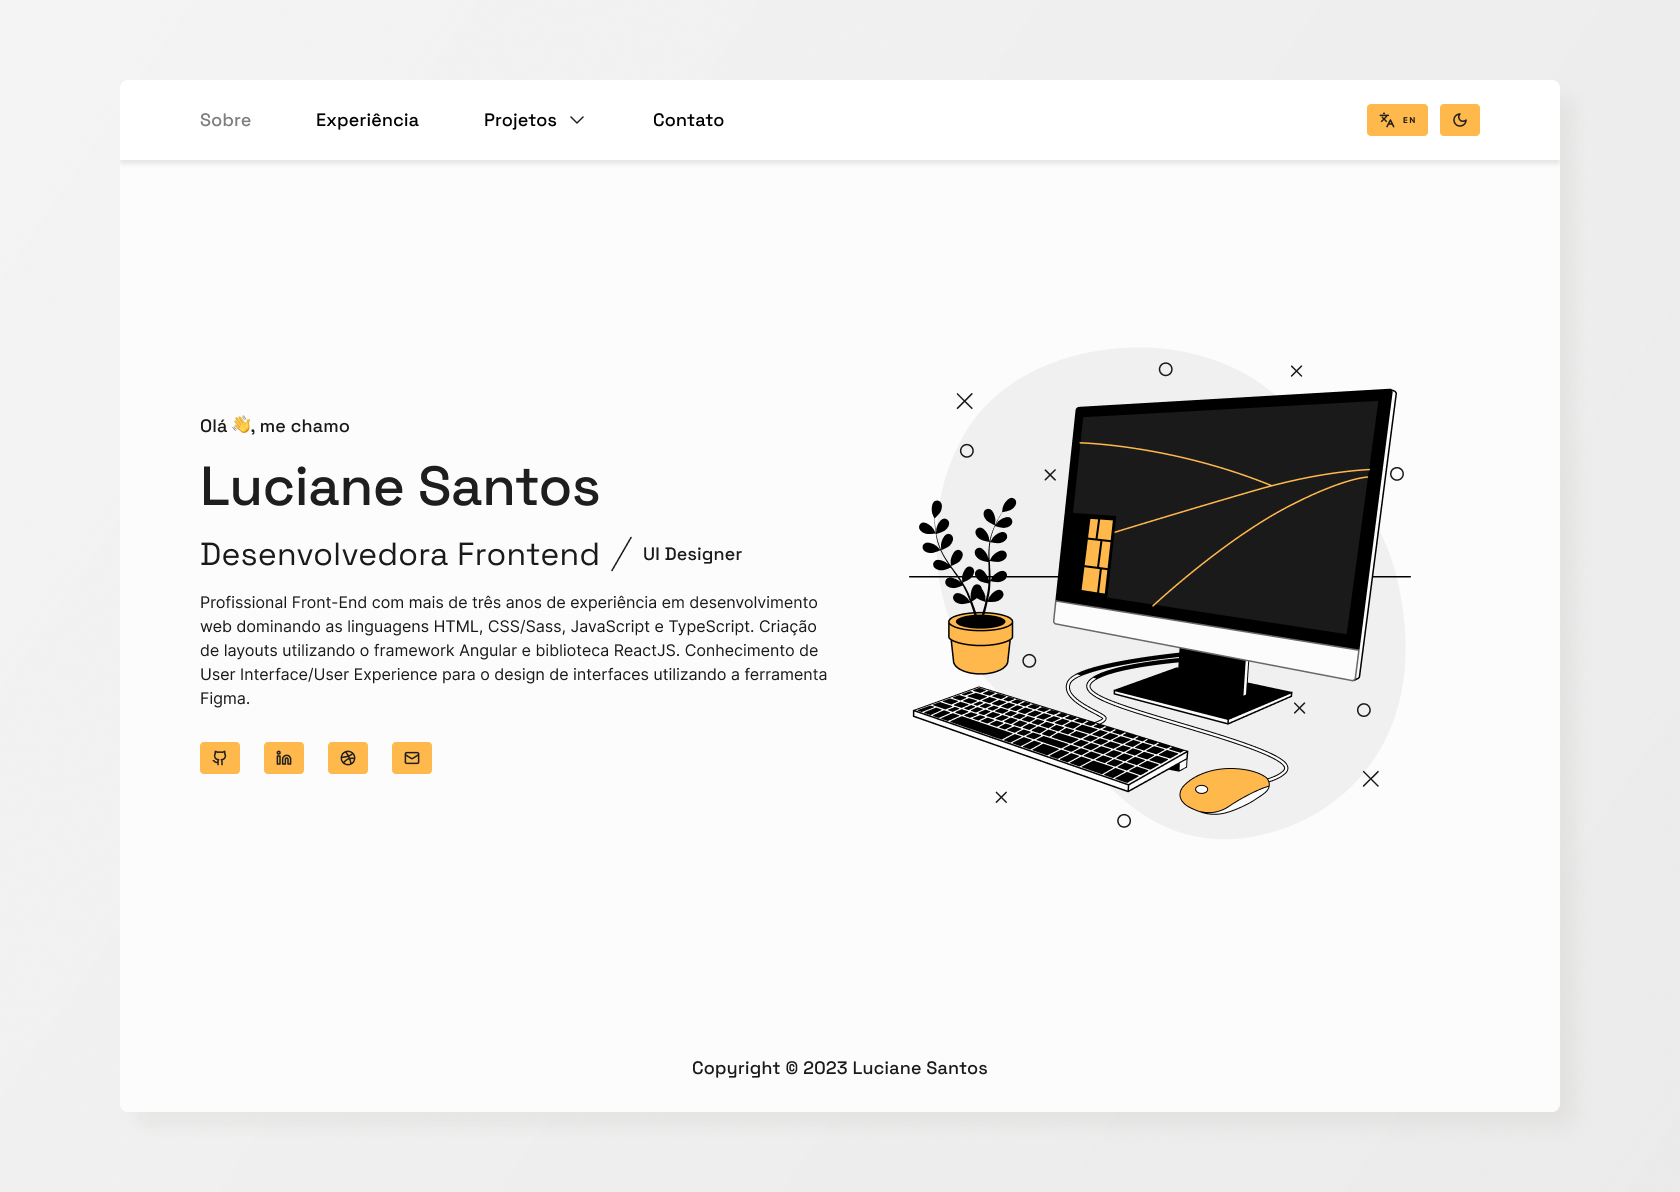 Sobre
Experiência
Projetos
Contato
EN
Olá 👋, me chamo
Luciane Santos
Desenvolvedora Frontend / UI Designer
Profissional Front-End com mais de três anos de experiência em desenvolvimento
web dominando as linguagens HTML, CSS/Sass, JavaScript e TypeScript. Criação
de layouts utilizando o framework Angular e biblioteca ReactJS. Conhecimento de
User Interface/User Experience para o design de interfaces utilizando a ferramenta
Figma.
in
Copyright © 2023 Luciane Santos